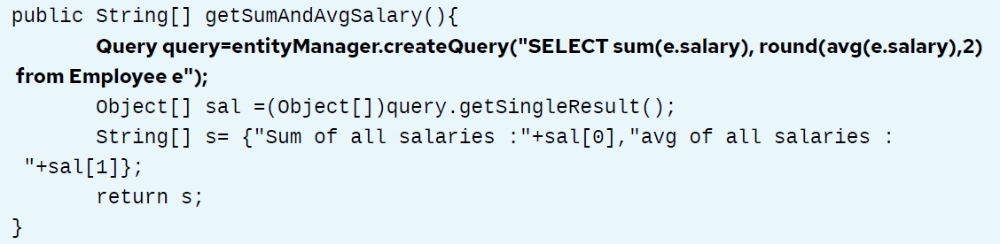 public String[] getSumAndAvgSalary(){
Query query=entityManager.createQuery("SELECT sum(e.salary), round(avg(e.salary),2)
from Employee e");
Object[] sal =(Object[])query.getSingleResult();
String[] s= {"Sum of all salaries :"+sal[0],"avg of all salaries :
"+sal[1]};
return s;
}